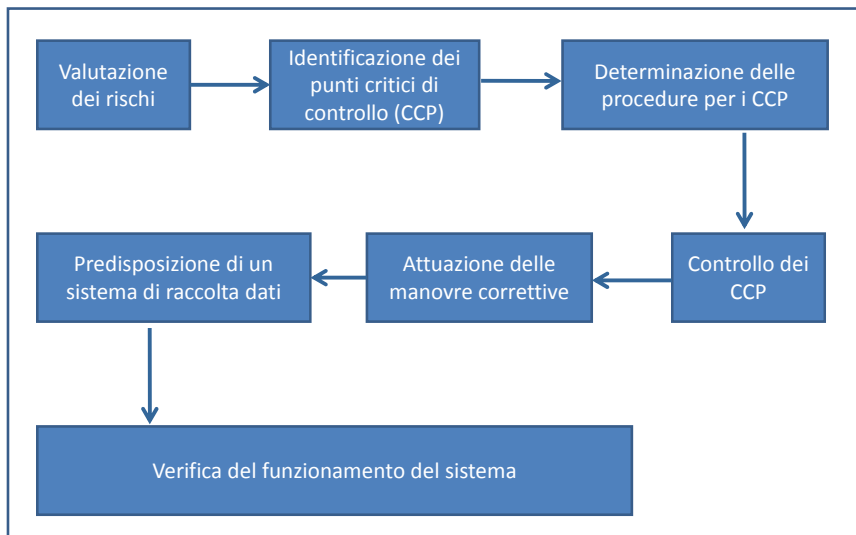 Valutazione
dei rischi
Identificazione dei
punti critici di
controllo (CCP)
Determinazione delle
procedure per i CCP
Controllo dei
CCP
Attuazione delle
manovre correttive
Predisposizione di un
sistema di raccolta dati
Verifica del funzionamento del sistema